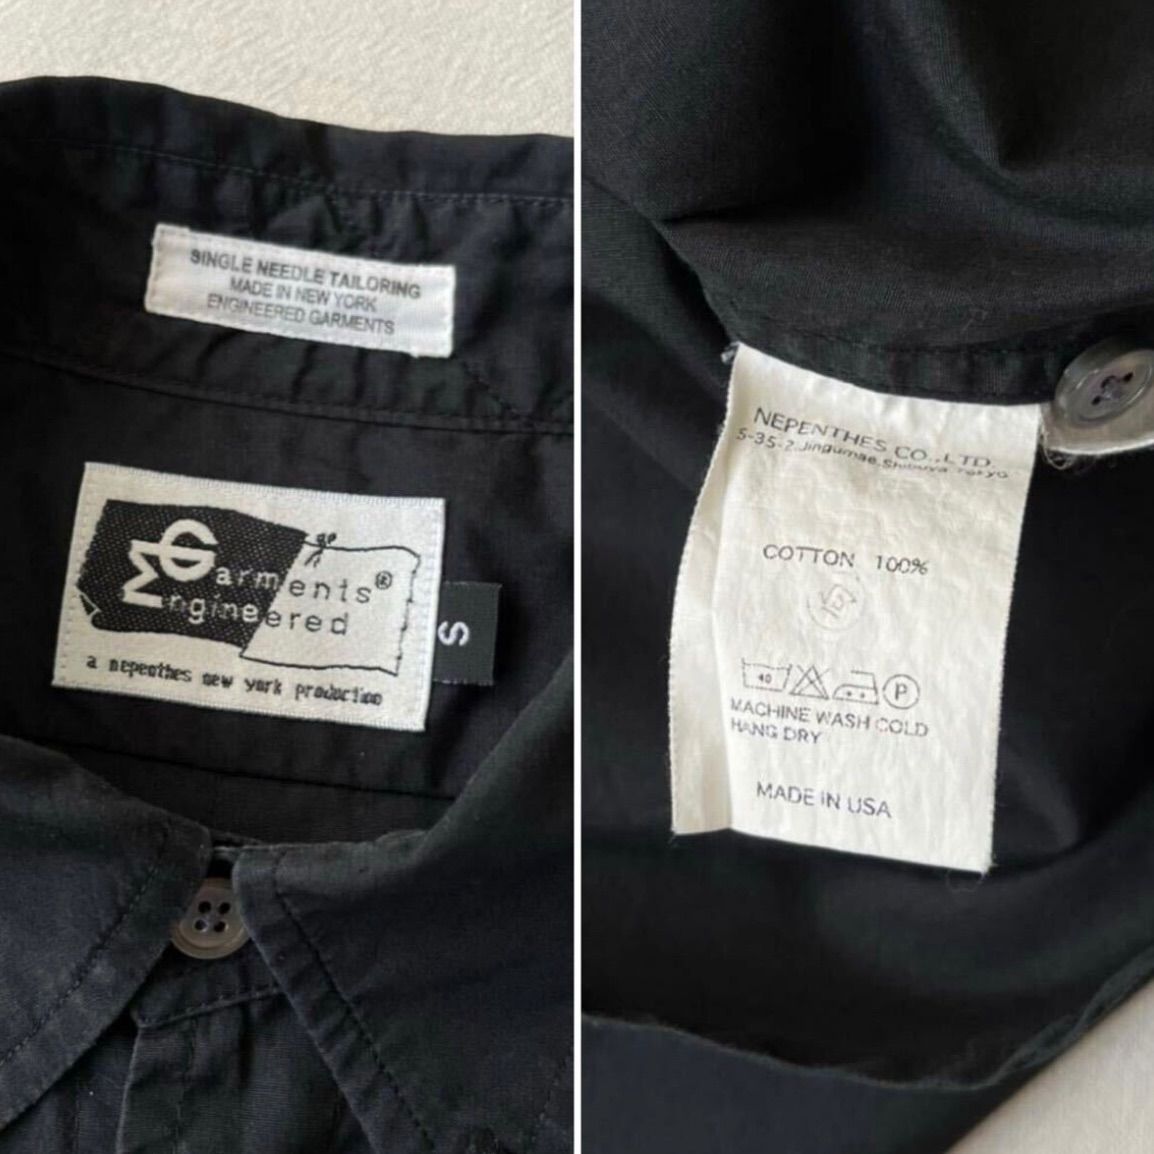 SINGLE NEEDLE TAILORING
MADE IN NEW YORK
ENGINEERED GARMENTS
Garments®
Engineered
a nepenthes new york production
S
NEPENTHES CO.,LTD.
5-35-2,Jingumae,Shibuya,Tokyo
COTTON 100%
40
P
MACHINE WASH COLD
HANG DRY
MADE IN USA